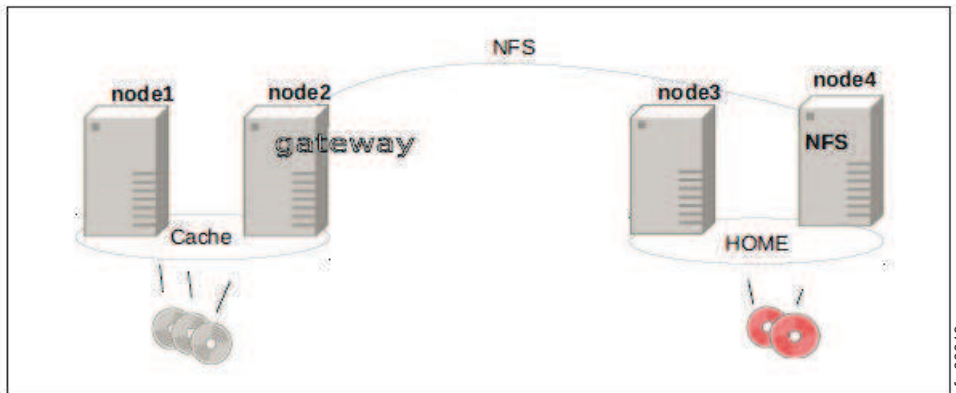 NFS
node1
node2
node3
node4
gateway
NFS
Cache
HOME